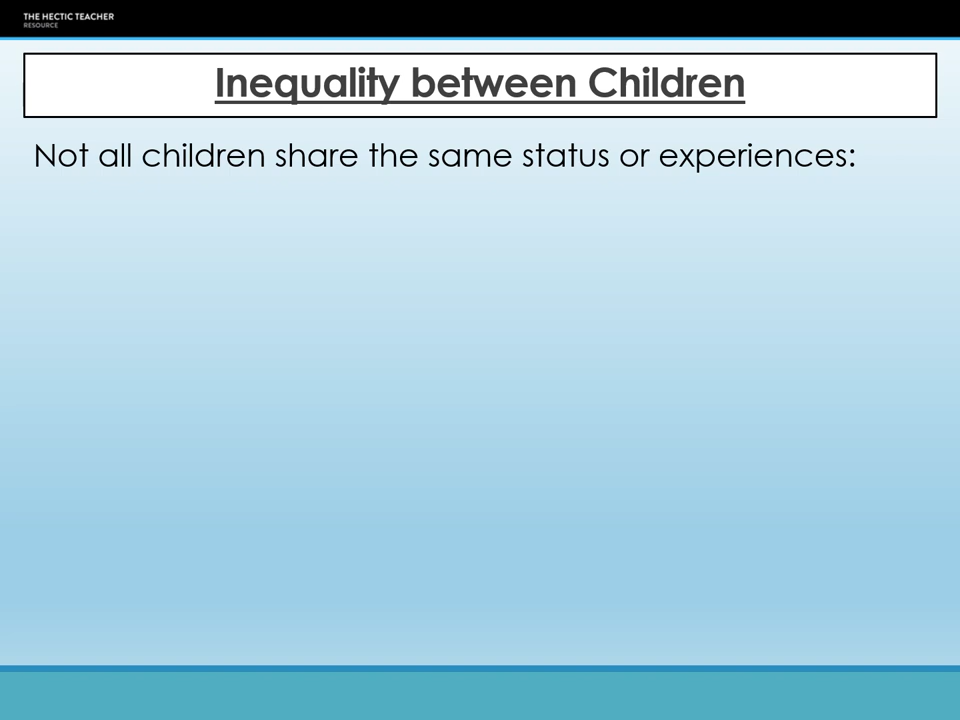 THE HECTIC TEACHER
RESOURCE
Inequality between Children
Not all children share the same status or experiences: